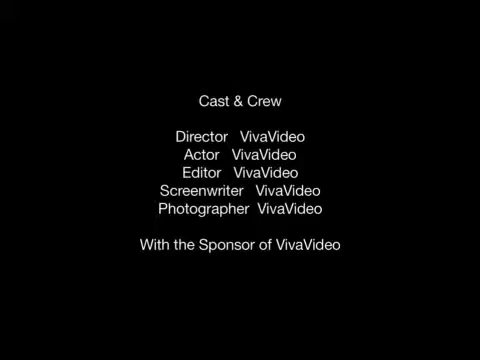 Cast & Crew
Director VivaVideo
Actor VivaVideo
Editor VivaVideo
Screenwriter VivaVideo
Photographer VivaVideo
With the Sponsor of VivaVideo